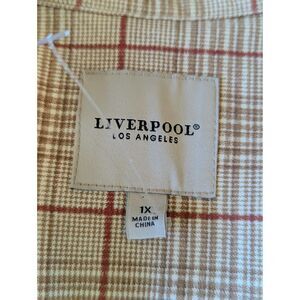 LIVERPOOL®
LOS ANGELES
1X
MADE IN
CHINA